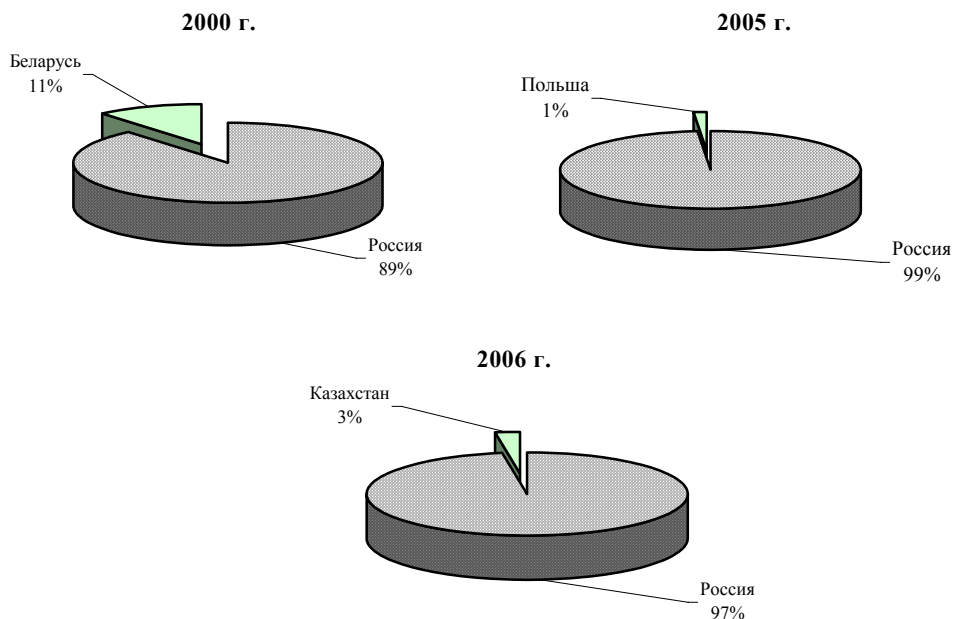 2000 г.
Беларусь
11%
Россия
89%
2005 г.
Польша
1%
Россия
99%
2006 г.
Казахстан
3%
Россия
97%